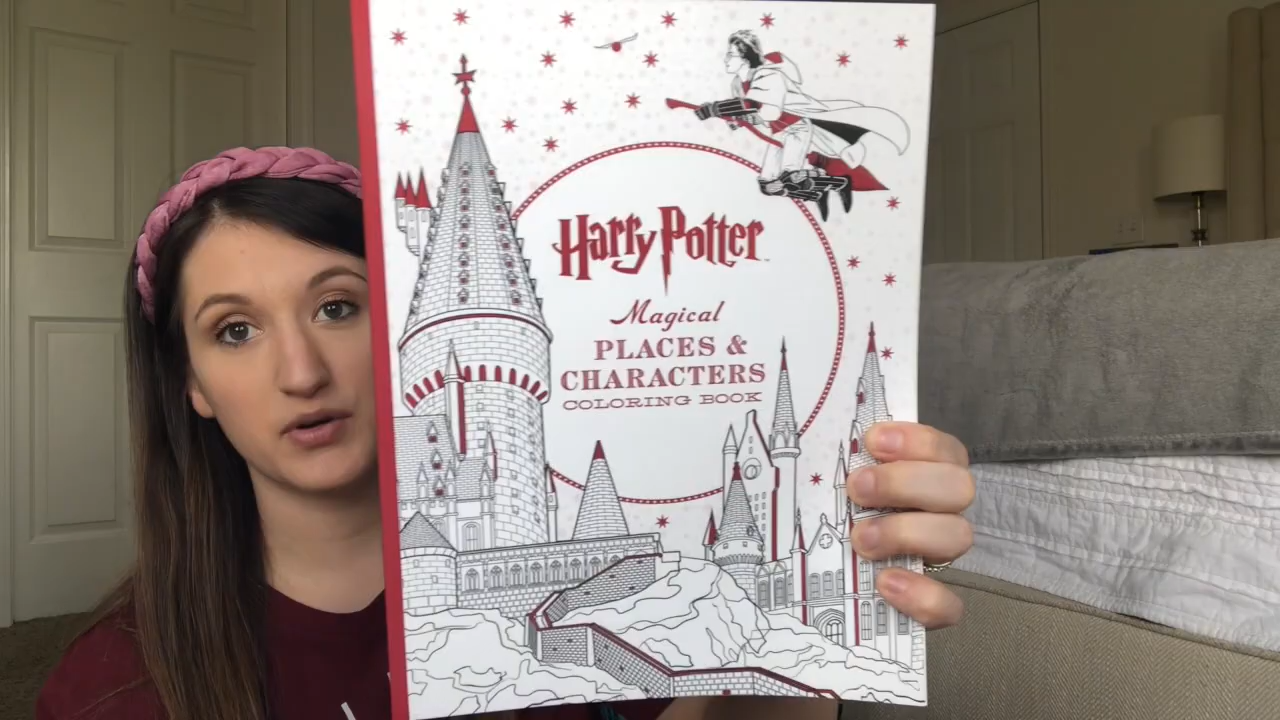 Harry Potter
Magical
PLACES &
CHARACTERS
COLORING BOOK